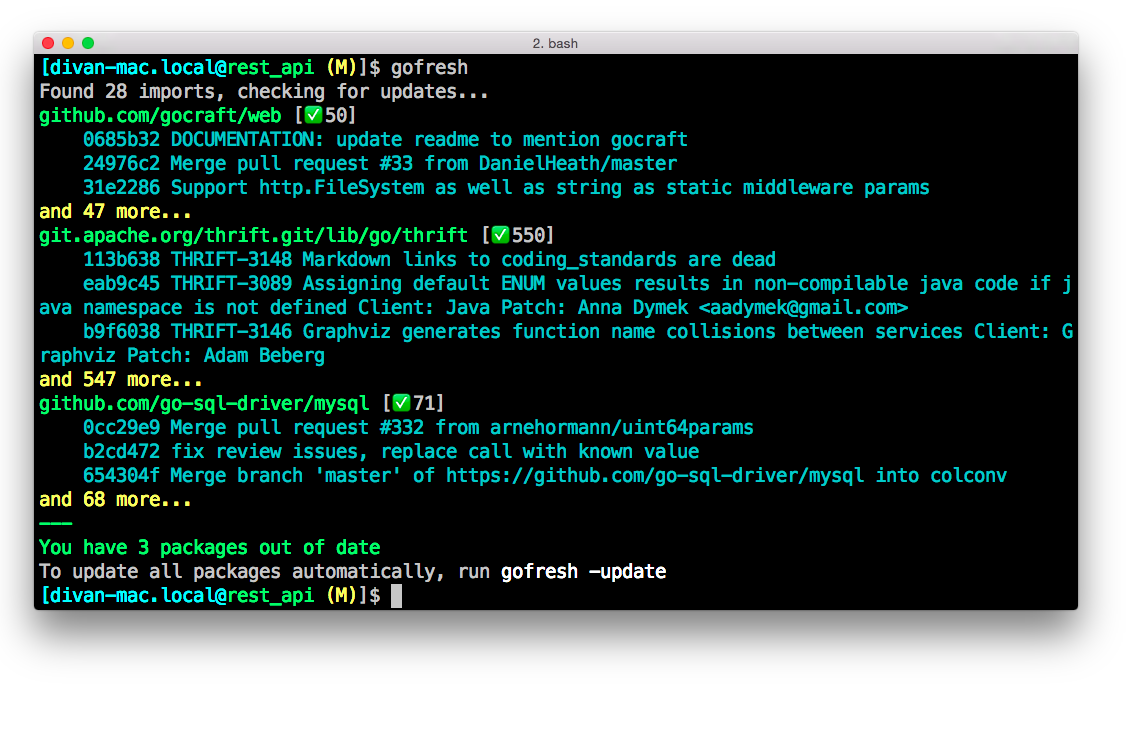 2. bash
[divan-mac.local@rest_api (M)]$ gofresh
Found 28 imports, checking for updates...
github.com/gocraft/web [✅50]
    0685b32 DOCUMENTATION: update readme to mention gocraft
    24976c2 Merge pull request #33 from DanielHeath/master
    31e2286 Support http.FileSystem as well as string as static middleware params
and 47 more...
git.apache.org/thrift.git/lib/go/thrift [✅550]
    113b638 THRIFT-3148 Markdown links to coding_standards are dead
    eab9c45 THRIFT-3089 Assigning default ENUM values results in non-compilable java code if j
ava namespace is not defined Client: Java Patch: Anna Dymek <aadymek@gmail.com>
    b9f6038 THRIFT-3146 Graphviz generates function name collisions between services Client: G
raphviz Patch: Adam Beberg
and 547 more...
github.com/go-sql-driver/mysql [✅71]
    0cc29e9 Merge pull request #332 from arnehormann/uint64params
    b2cd472 fix review issues, replace call with known value
    654304f Merge branch 'master' of https://github.com/go-sql-driver/mysql into colconv
and 68 more...
---
You have 3 packages out of date
To update all packages automatically, run gofresh -update
[divan-mac.local@rest_api (M)]$